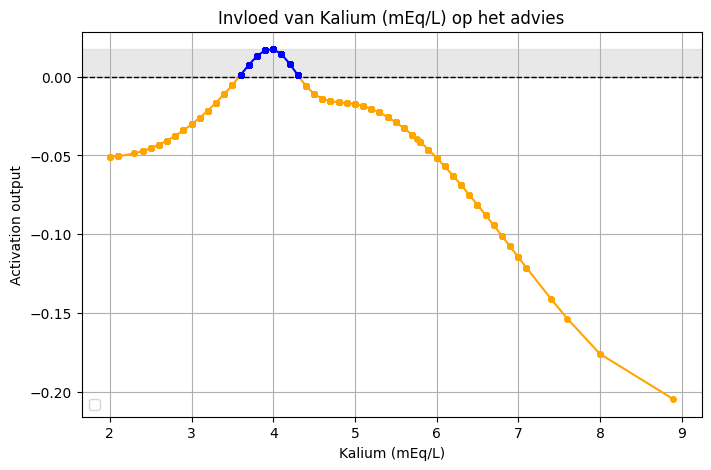 Invloed van Kalium (mEq/L) op het advies
Activation output
0.00
−0.05
−0.10
−0.15
−0.20
2 3 4 5 6 7 8 9
Kalium (mEq/L)